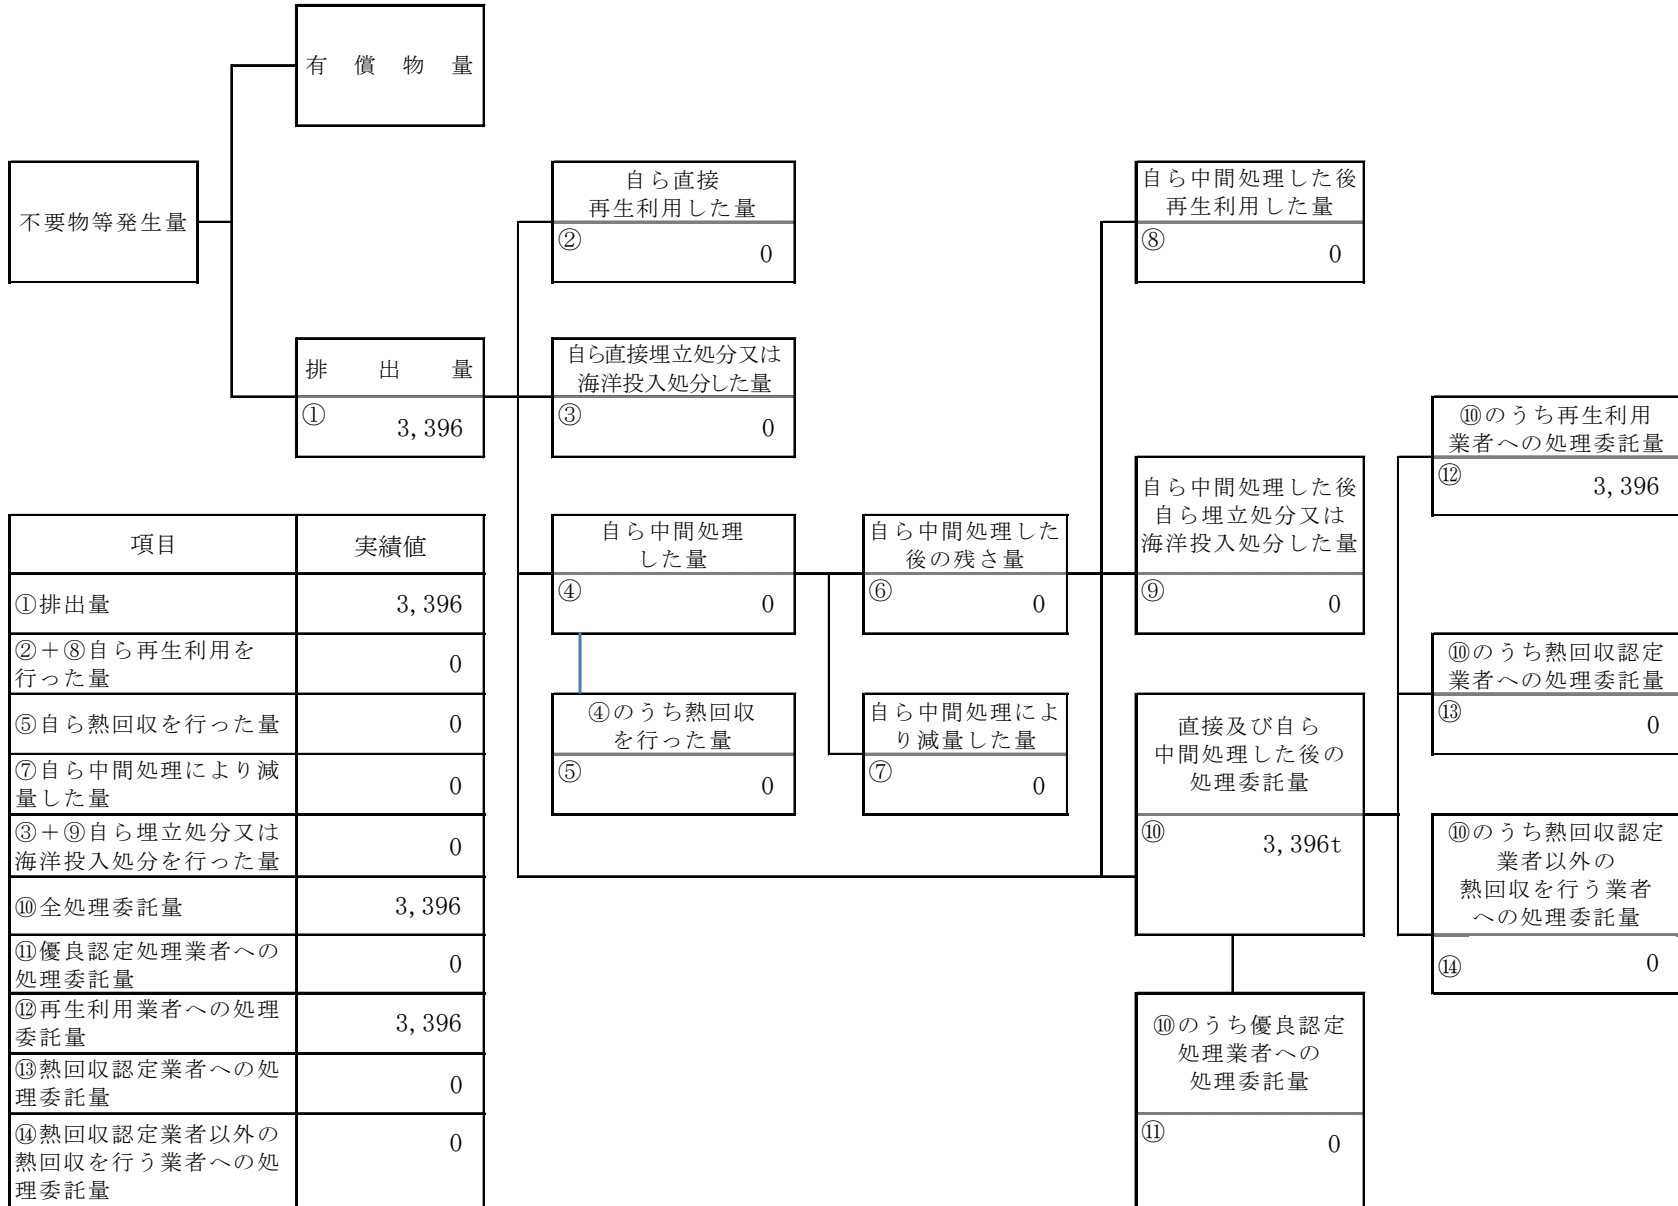 有償物量
不要物等発生量
自ら直接
再生利用した量
②
0
自ら中間処理した後
再生利用した量
⑧
0
排出量
①
3,396
自ら直接埋立処分又は
海洋投入処分した量
③
0
⑩のうち再生利用
業者への処理委託量
⑫
3,396
自ら中間処理
した量
④
0
自ら中間処理した
後の残さ量
⑥
0
自ら中間処理した後
自ら埋立処分又は
海洋投入処分した量
⑨
0
④のうち熱回収
を行った量
⑤
0
自ら中間処理によ
り減量した量
⑦
0
直接及び自ら
中間処理した後の
処理委託量
⑩
3,396t
⑩のうち熱回収認定
業者への処理委託量
⑬
0
⑩のうち熱回収認定
業者以外の
熱回収を行う業者
への処理委託量
⑭
0
⑩のうち優良認定
処理業者への
処理委託量
⑪
0
項目 実績値
①排出量 3,396
②＋⑧自ら再生利用を
行った量
0
⑤自ら熱回収を行った量 0
⑦自ら中間処理により減
量した量
0
③＋⑨自ら埋立処分又は
海洋投入処分を行った量
0
⑩全処理委託量 3,396
⑪優良認定処理業者への
処理委託量
0
⑫再生利用業者への処理
委託量
3,396
⑬熱回収認定業者への処
理委託量
0
⑭熱回収認定業者以外の
熱回収を行う業者への処
理委託量
0